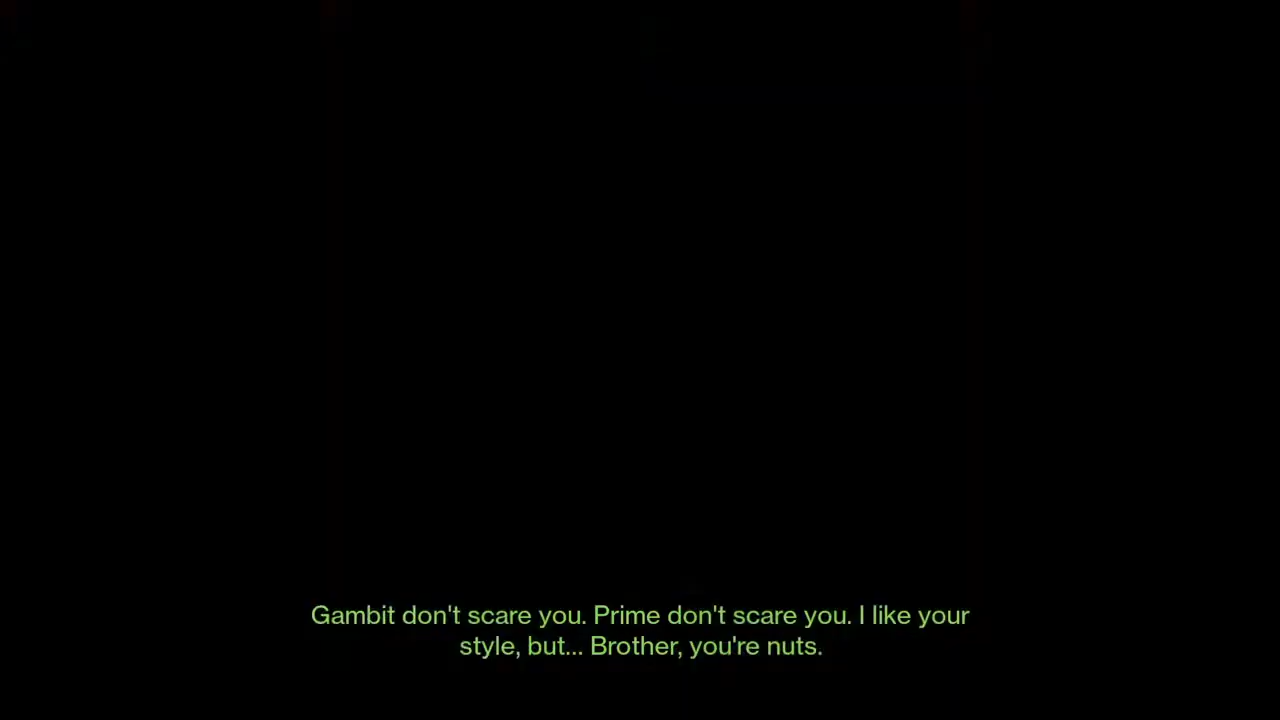 Gambit don't scare you. Prime don't scare you. I like your
style, but... Brother, you're nuts.